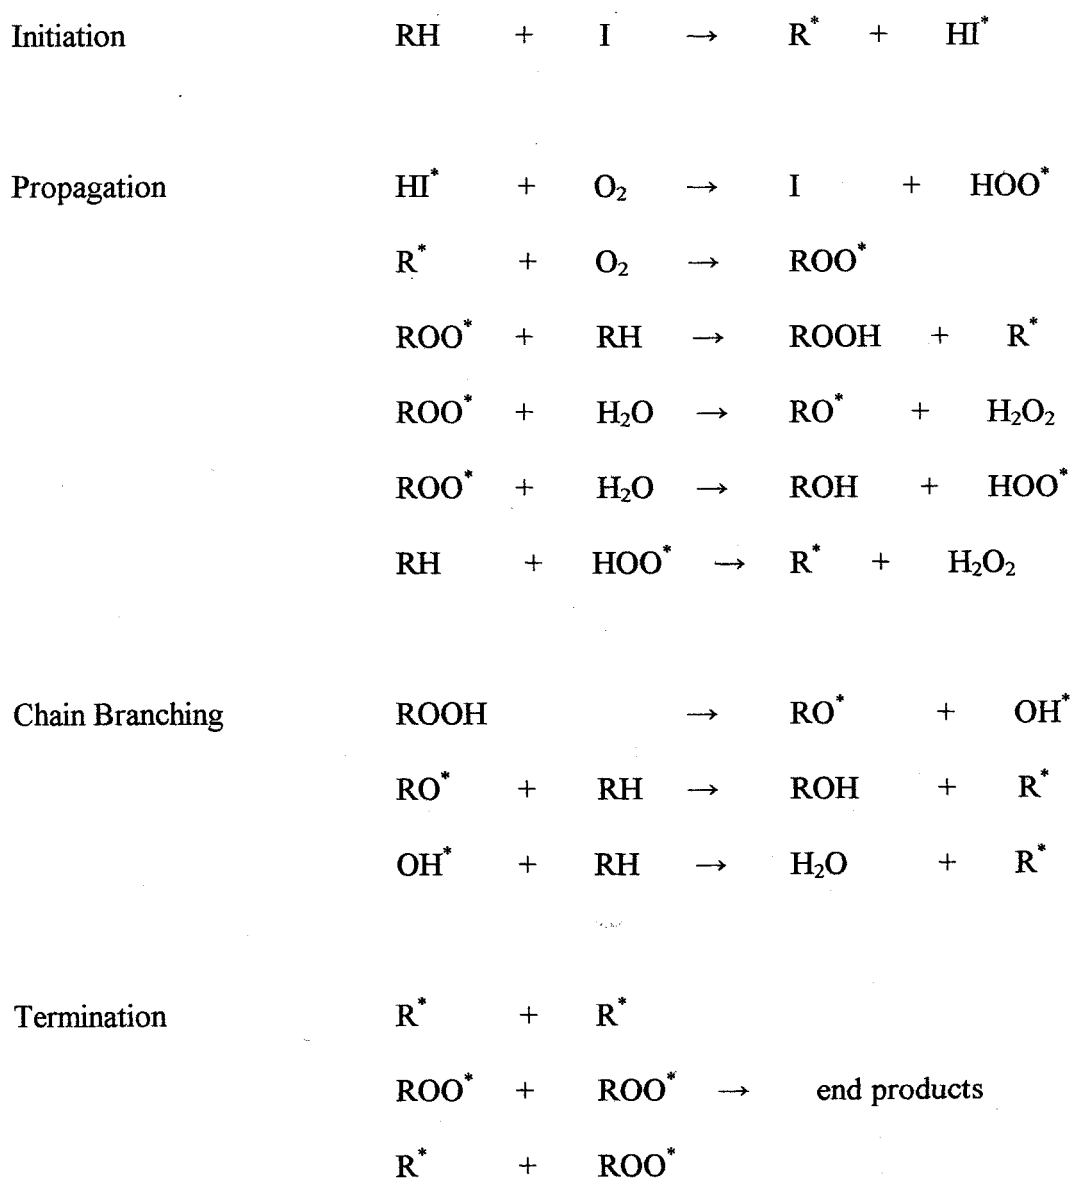 Initiation RH + I → R* + HI*
Propagation HI* + O₂ → I + HOO*
R* + O₂ → ROO*
ROO* + RH → ROOH + R*
ROO* + H₂O → RO* + H₂O₂
ROO* + H₂O → ROH + HOO*
RH + HOO* → R* + H₂O₂
Chain Branching ROOH → RO* + OH*
RO* + RH → ROH + R*
OH* + RH → H₂O + R*
Termination R* + R*
ROO* + ROO* → end products
R* + ROO*